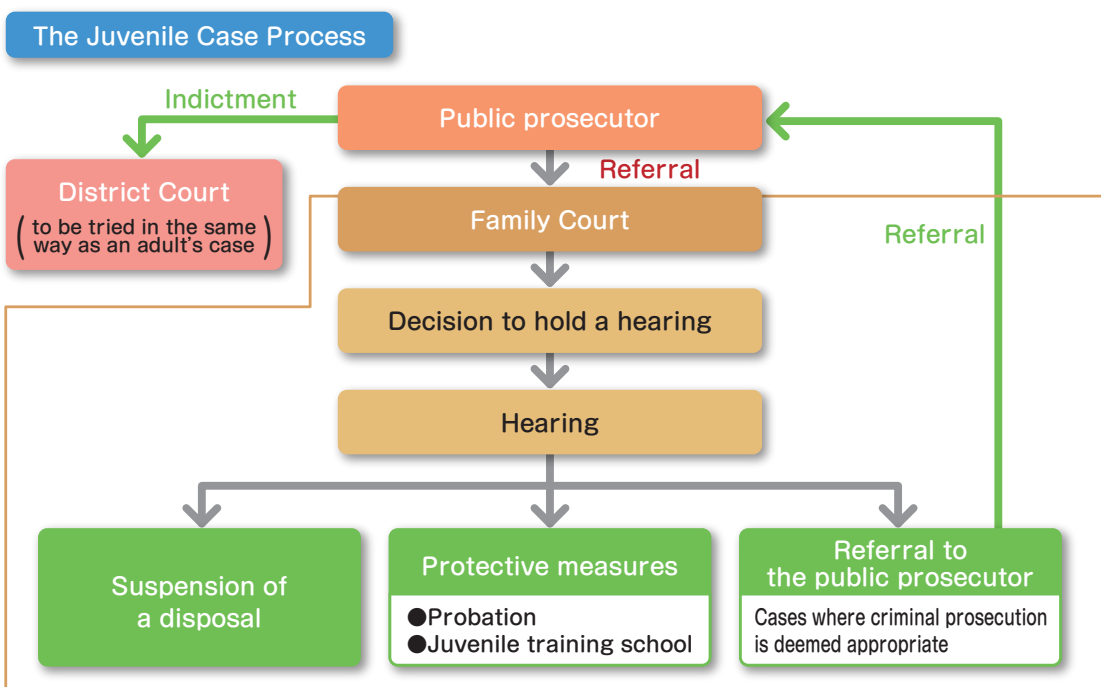 The Juvenile Case Process
Indictment
Public prosecutor
Referral
District Court
(to be tried in the same
way as an adult's case)
Family Court
Referral
Decision to hold a hearing
Hearing
Suspension of
a disposal
Protective measures
●Probation
●Juvenile training school
Referral to
the public prosecutor
Cases where criminal prosecution
is deemed appropriate